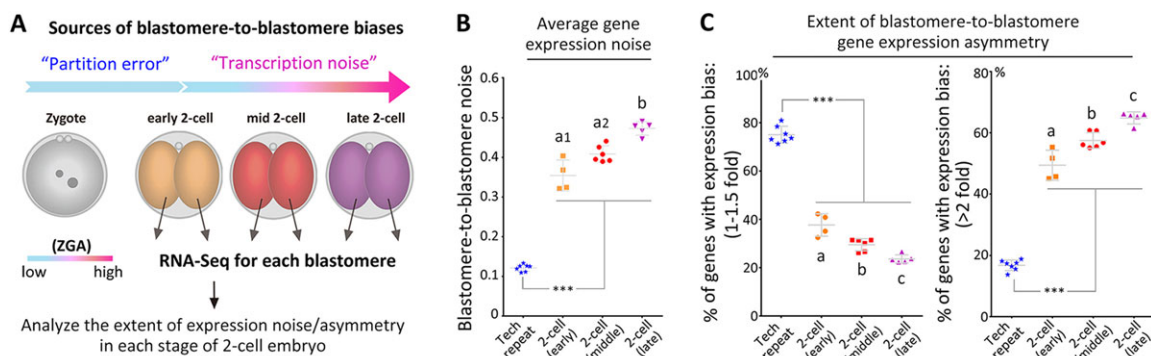 A
Sources of blastomere-to-blastomere biases
“Partition error” “Transcription noise”
Zygote early 2-cell mid 2-cell late 2-cell
(ZGA)
low high
RNA-Seq for each blastomere
Analyze the extent of expression noise/asymmetry
in each stage of 2-cell embryo
B
Average gene
expression noise
Blastomere-to-blastomere noise
0.6
0.5
0.4
0.3
0.2
0.1
0
a1
a2
b
***
Tech
repeat
2-cell
(early)
2-cell
(middle)
2-cell
(late)
C
Extent of blastomere-to-blastomere
gene expression asymmetry
% of genes with expression bias:
(1-1.5 fold)
100%
80
60
40
20
0
***
a
b
c
Tech
repeat
2-cell
(early)
2-cell
(middle)
2-cell
(late)
% of genes with expression bias:
(>2 fold)
80%
60
40
20
0
a
b
c
***
Tech
repeat
2-cell
(early)
2-cell
(middle)
2-cell
(late)